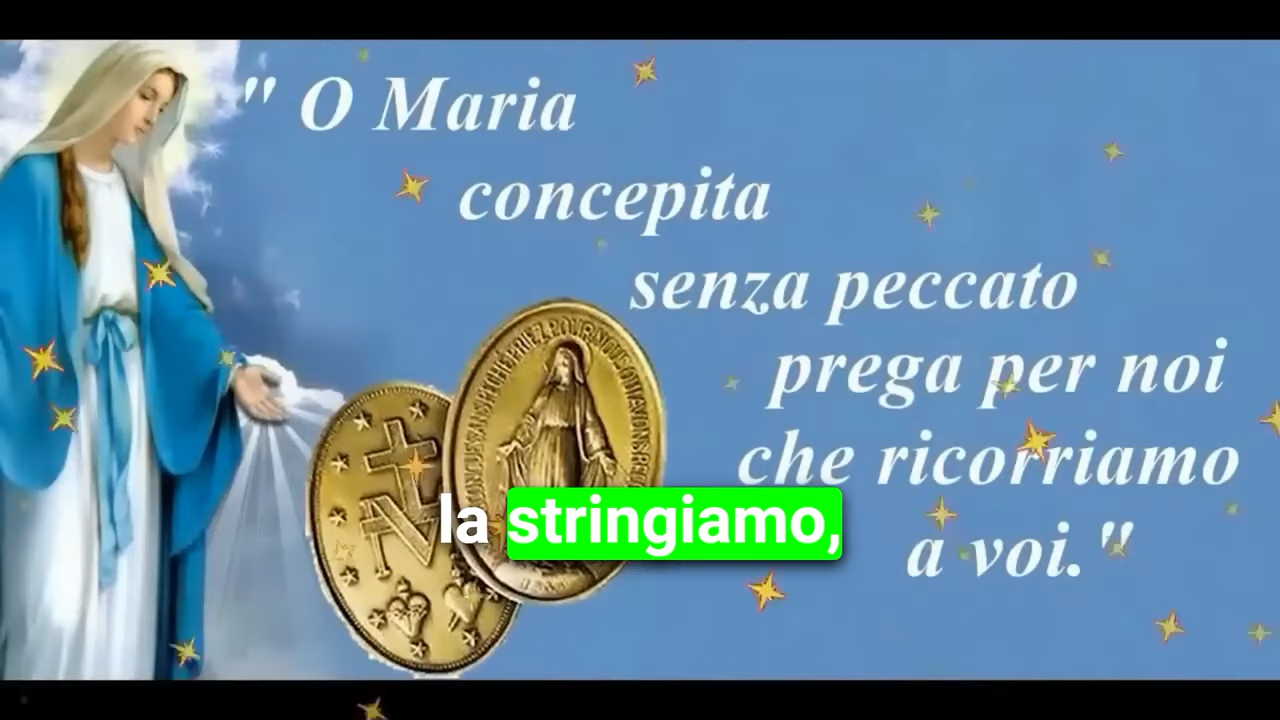 " O Maria
concepita
senza peccato
prega per noi
che ricorriamo
a voi."
la stringiamo,